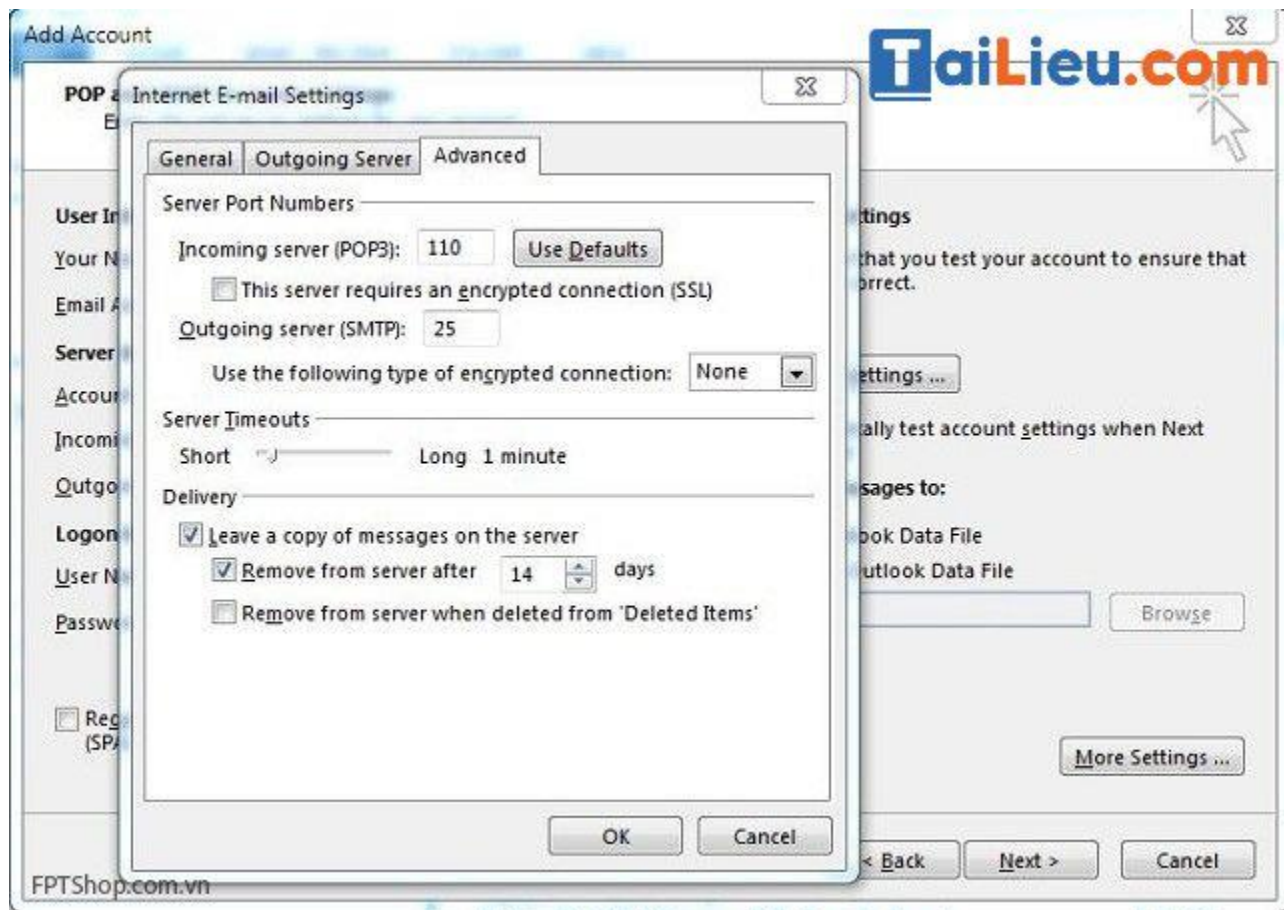 Add Account
TaiLieu.com
POP
Internet E-mail Settings
General Outgoing Server Advanced
Server Port Numbers
Incoming server (POP3): 110 Use Defaults
This server requires an encrypted connection (SSL)
Outgoing server (SMTP): 25
Use the following type of encrypted connection: None
Server Timeouts
Short Long 1 minute
Delivery
Leave a copy of messages on the server
Remove from server after 14 days
Remove from server when deleted from 'Deleted Items'
OK Cancel
User In
Your N
Email A
Server
Accoun
Incomi
Outgo
Logon
User N
Passwo
Reg
(SPA
ttings
that you test your account to ensure that
orrect.
ettings ...
ally test account settings when Next
sages to:
ook Data File
utlook Data File
Browse
More Settings ...
< Back Next > Cancel
FPTShop.com.vn